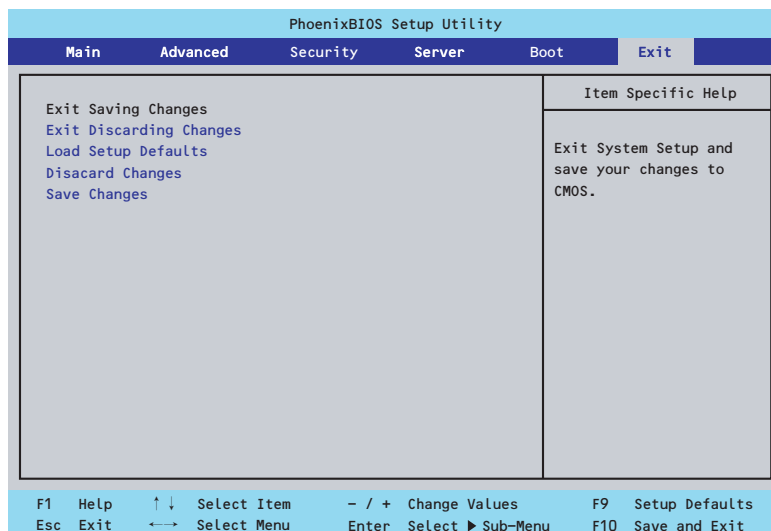 PhoenixBIOS Setup Utility
Main Advanced Security Server Boot Exit
Exit Saving Changes
Exit Discarding Changes
Load Setup Defaults
Disacard Changes
Save Changes
Item Specific Help
Exit System Setup and
save your changes to
CMOS.
F1 Help ↑↓ Select Item − / + Change Values F9 Setup Defaults
Esc Exit ←→ Select Menu Enter Select ▶ Sub−Menu F10 Save and Exit